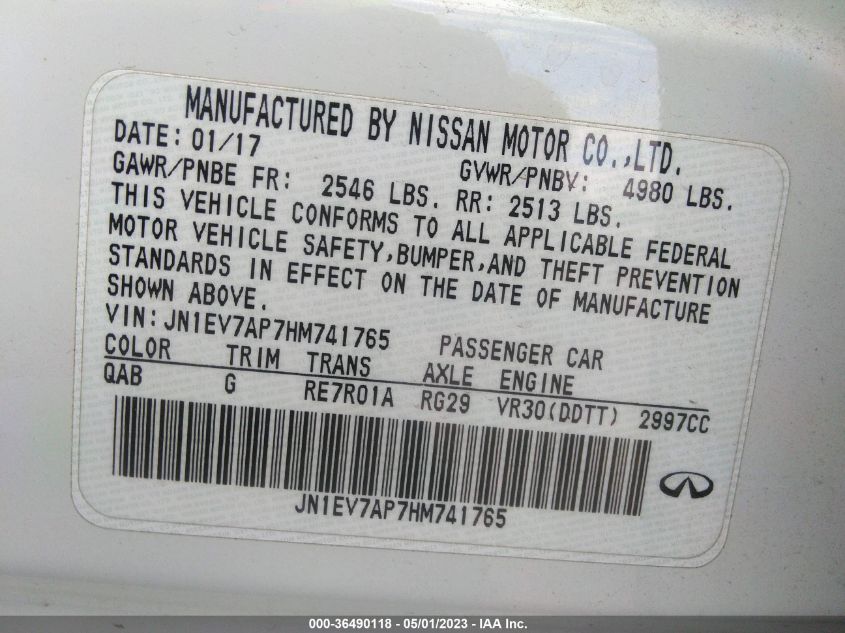 MANUFACTURED BY NISSAN MOTOR CO.,LTD.
DATE: 01/17 GVWR/PNBV: 4980 LBS.
GAWR/PNBE FR: 2546 LBS. RR: 2513 LBS.
THIS VEHICLE CONFORMS TO ALL APPLICABLE FEDERAL
MOTOR VEHICLE SAFETY,BUMPER,AND THEFT PREVENTION
STANDARDS IN EFFECT ON THE DATE OF MANUFACTURE
SHOWN ABOVE.
VIN:JN1EV7AP7HM741765 PASSENGER CAR
COLOR TRIM TRANS AXLE ENGINE
QAB G RE7R01A RG29 VR30(DDTT) 2997CC
JN1EV7AP7HM741765
000-36490118 - 05/01/2023 - IAA Inc.